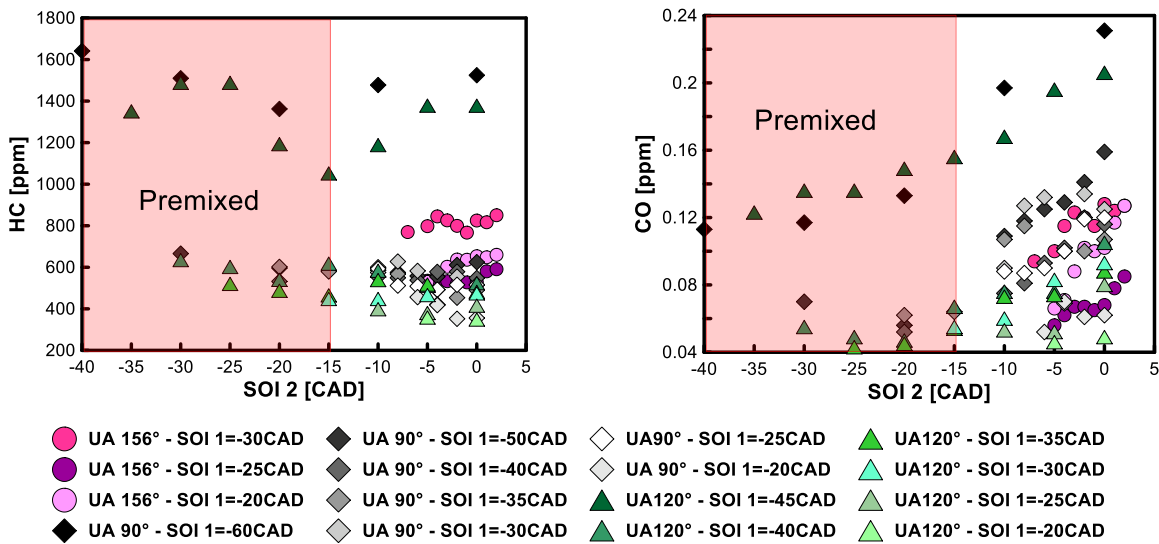 1800
1600
1400
1200
1000
800
600
400
200
HC [ppm]
Premixed
-40 -35 -30 -25 -20 -15 -10 -5 0 5
SOI 2 [CAD]
0.24
0.2
0.16
0.12
0.08
0.04
CO [ppm]
Premixed
-40 -35 -30 -25 -20 -15 -10 -5 0 5
SOI 2 [CAD]
UA 156° - SOI 1=-30CAD
UA 156° - SOI 1=-25CAD
UA 156° - SOI 1=-20CAD
UA 90° - SOI 1=-60CAD
UA 90° - SOI 1=-50CAD
UA 90° - SOI 1=-40CAD
UA 90° - SOI 1=-35CAD
UA 90° - SOI 1=-30CAD
UA90° - SOI 1=-25CAD
UA 90° - SOI 1=-20CAD
UA120° - SOI 1=-45CAD
UA120° - SOI 1=-40CAD
UA120° - SOI 1=-35CAD
UA120° - SOI 1=-30CAD
UA120° - SOI 1=-25CAD
UA120° - SOI 1=-20CAD